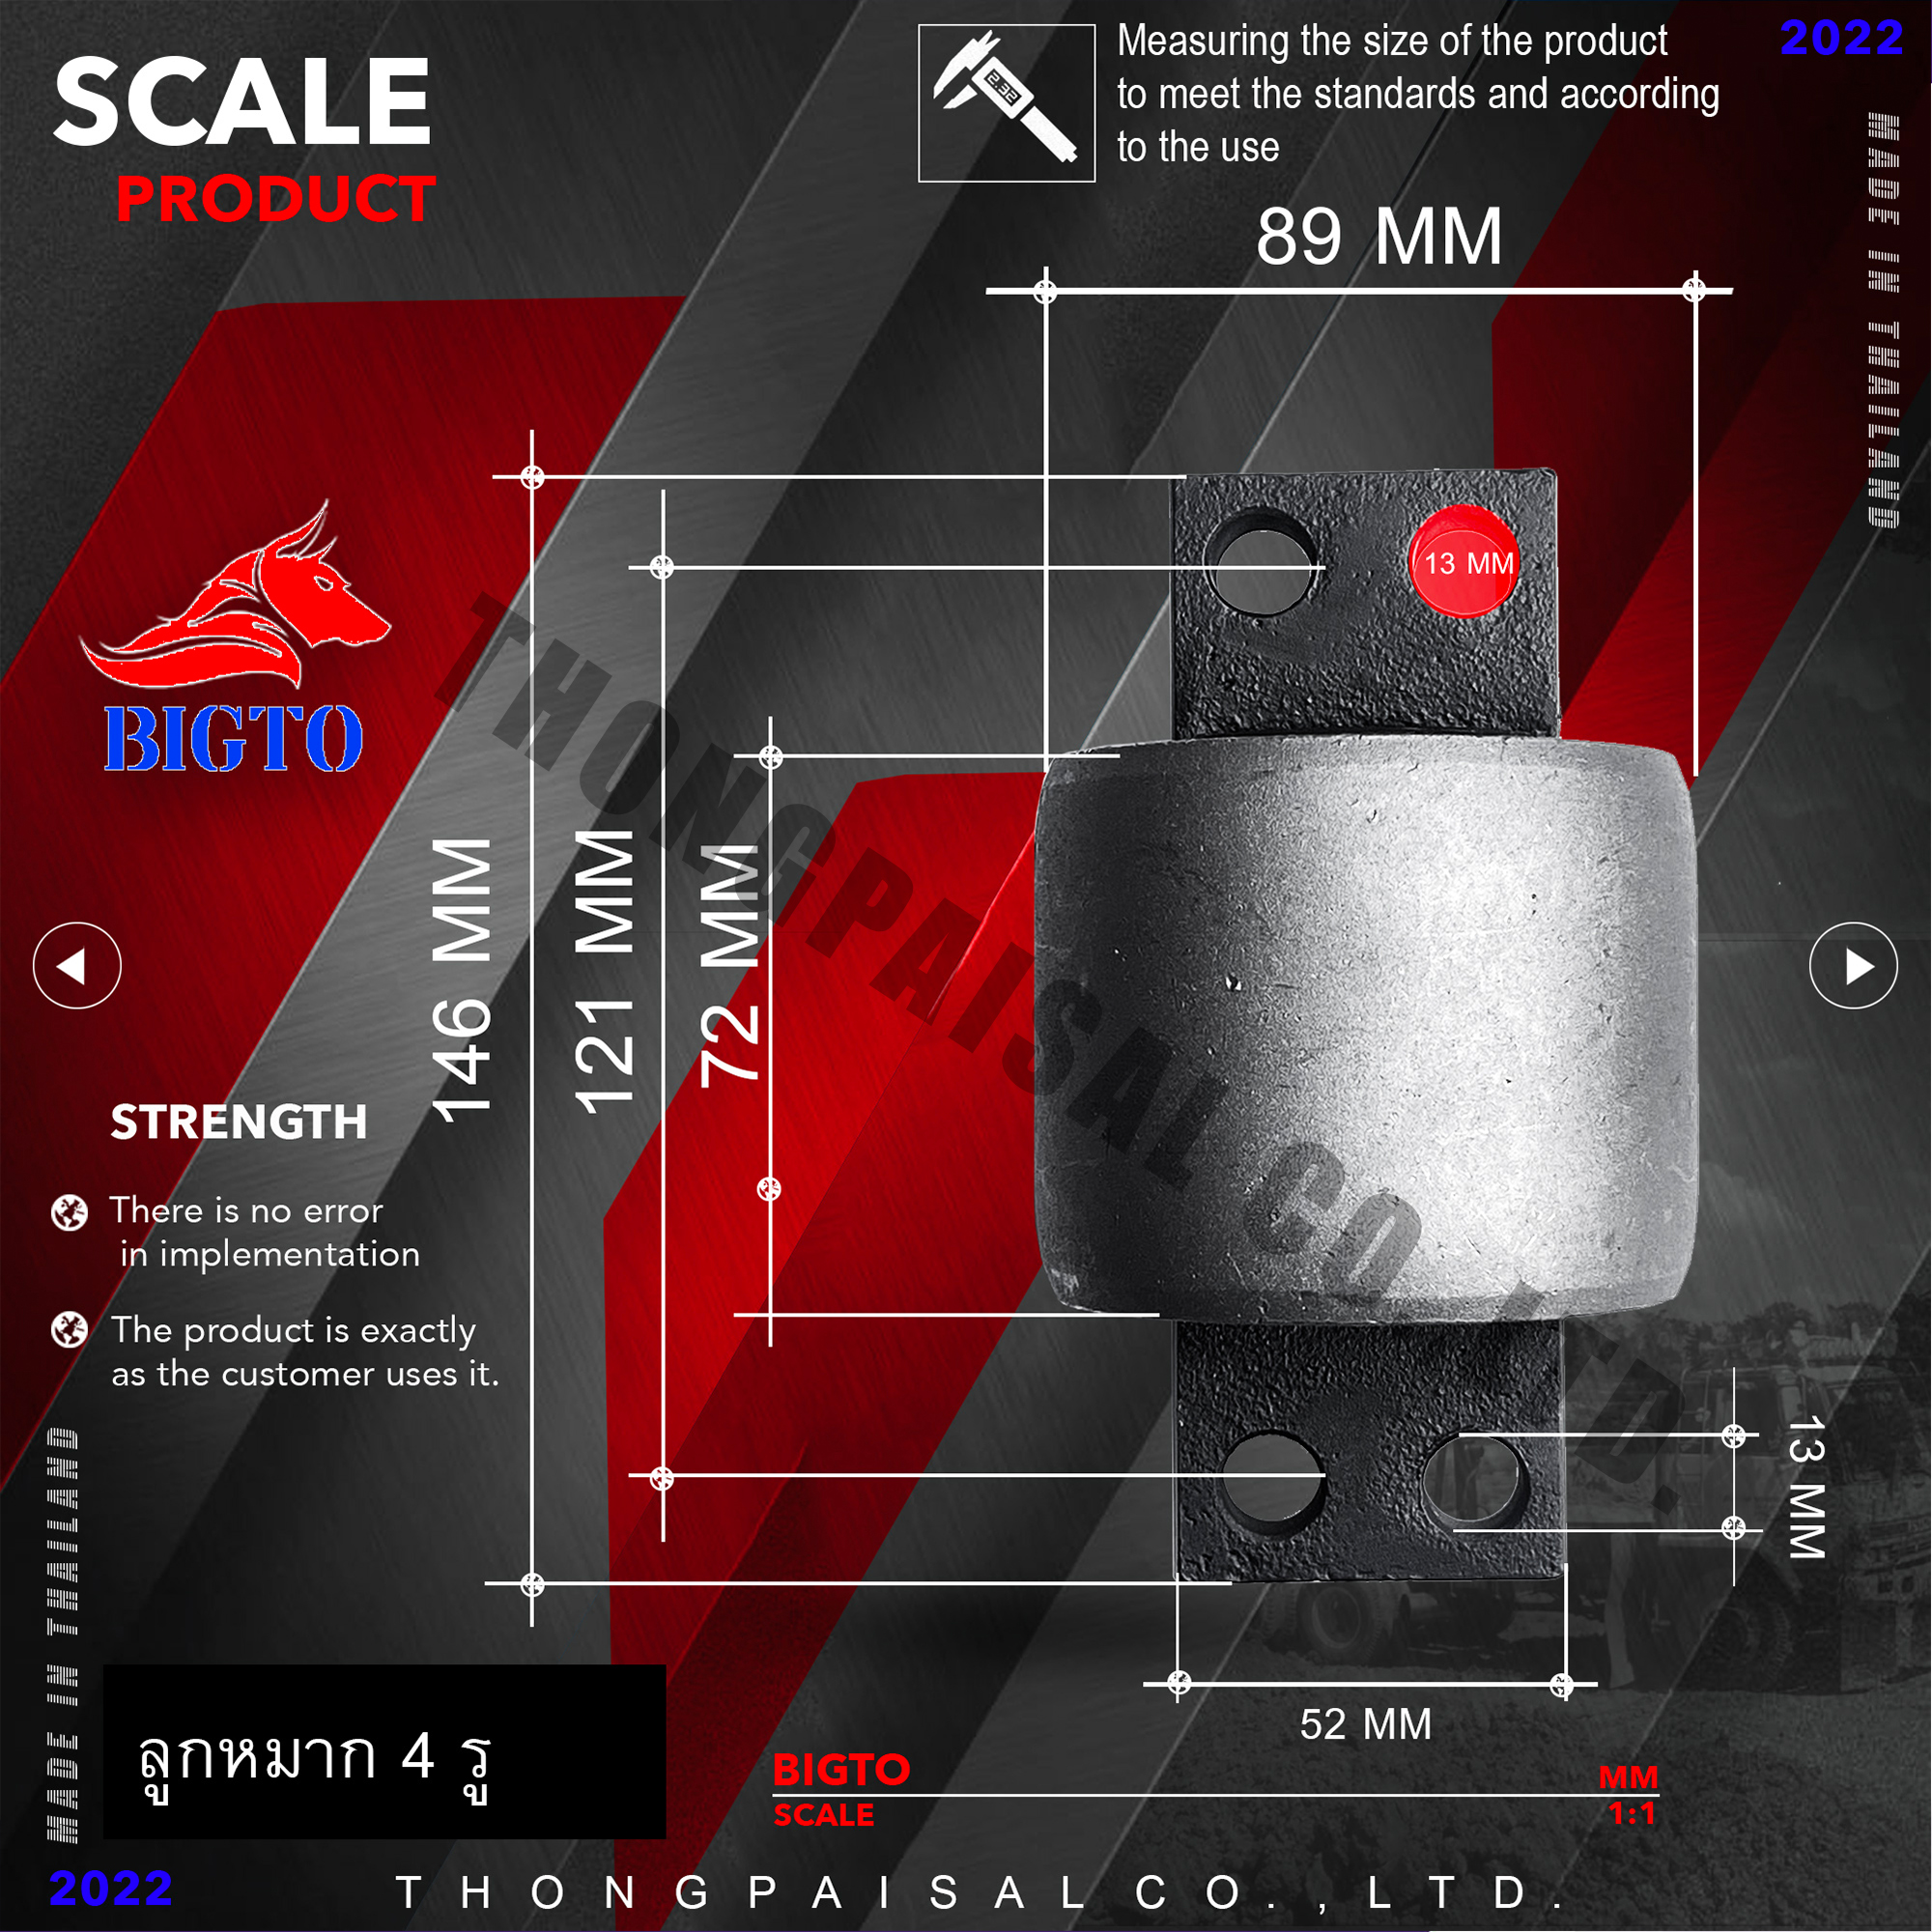 SCALE
PRODUCT
2.32
Measuring the size of the product
to meet the standards and according
to the use
2022
MADE IN THAILAND
89 MM
13 MM
BIGTO
146 MM
121 MM
72 MM
THONGPAISAL CO.,LTD.
STRENGTH
There is no error
in implementation
The product is exactly
as the customer uses it.
13 MM
52 MM
MADE IN THAILAND
ลูกหมาก 4 รู
BIGTO
SCALE
MM
1:1
2022
THONGPAISAL CO.,LTD.